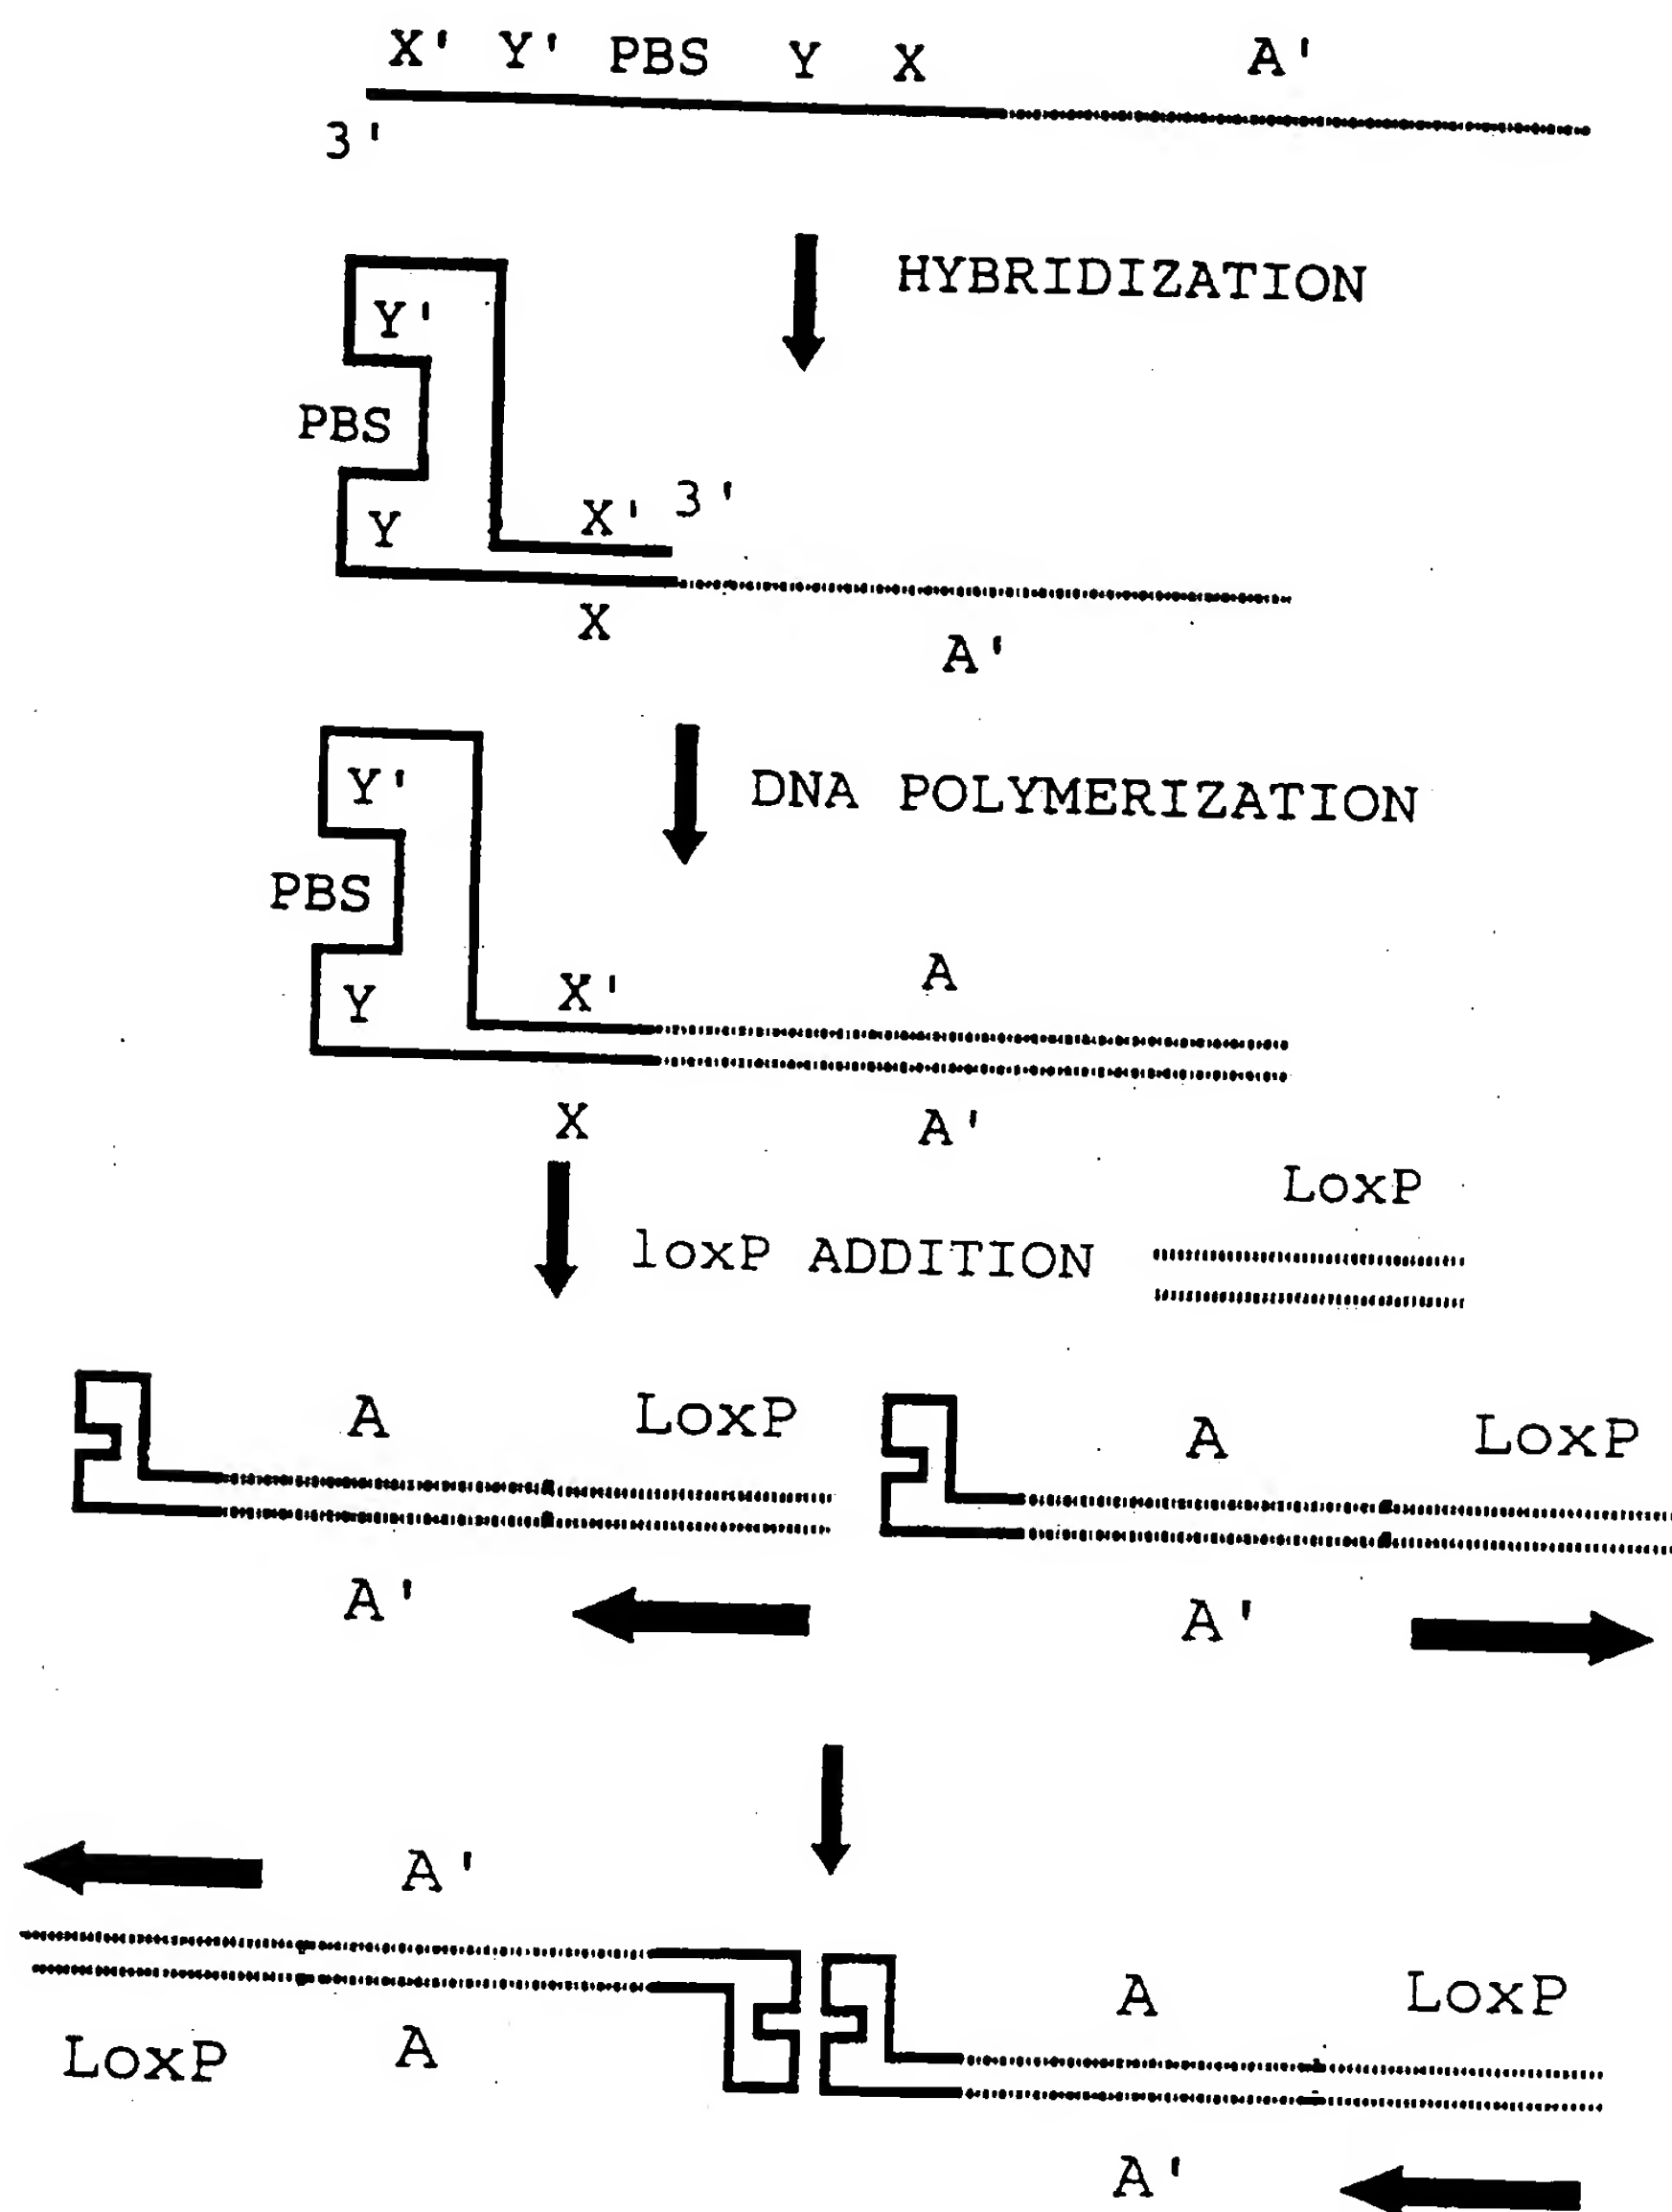 X' Y' PBS Y X A'
3'
HYBRIDIZATION
Y'
PBS
Y
X' 3'
X
A'
DNA POLYMERIZATION
Y'
PBS
Y
X'
A
X
A'
LoxP
loxP ADDITION
A LoxP
A LoxP
A'
A'
A'
LoxP A
A LoxP
A'